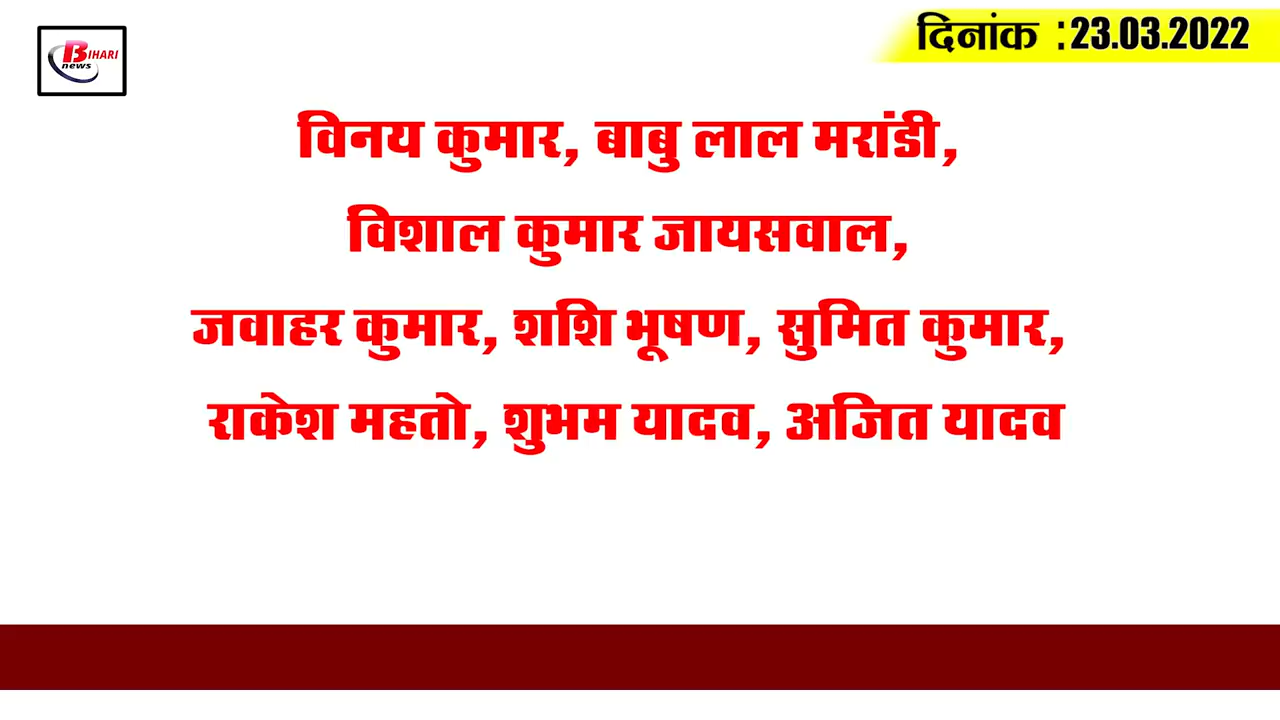 BIHARI
news
दिनांक :23.03.2022
विनय कुमार, बाबु लाल मरांडी,
विशाल कुमार जायसवाल,
जवाहर कुमार, शशि भूषण, सुमित कुमार,
राकेश महतो, शुभम यादव, अजित यादव